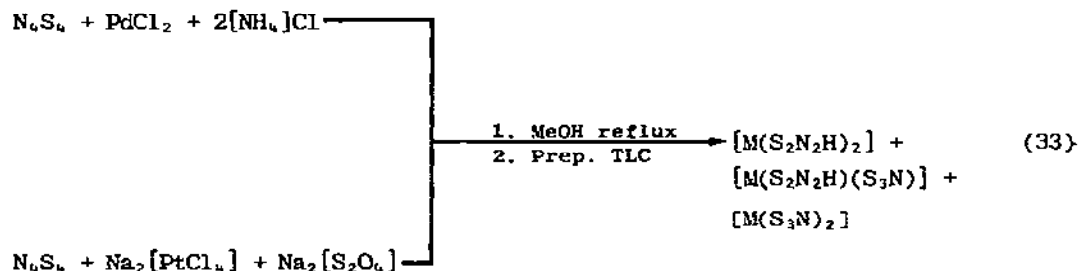 N₄S₄ + PdCl₂ + 2[NH₄]Cl
1. MeOH reflux
2. Prep. TLC
[M(S₂N₂H)₂] +
(33)
[M(S₂N₂H)(S₃N)] +
[M(S₃N)₂]
N₄S₄ + Na₂[PtCl₄] + Na₂[S₂O₄]